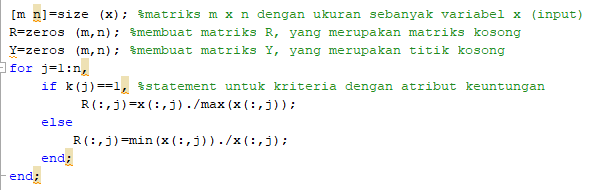 [m n]=size (x); %matriks m x n dengan ukuran sebanyak variabel x (input)
R=zeros (m,n); %membuat matriks R, yang merupakan matriks kosong
Y=zeros (m,n); %membuat matriks Y, yang merupakan titik kosong
for j=1:n,
if k(j)==1, %statement untuk kriteria dengan atribut keuntungan
R(:,j)=x(:,j)./max(x(:,j));
else
R(:,j)=min(x(:,j))./x(:,j);
end;
end;